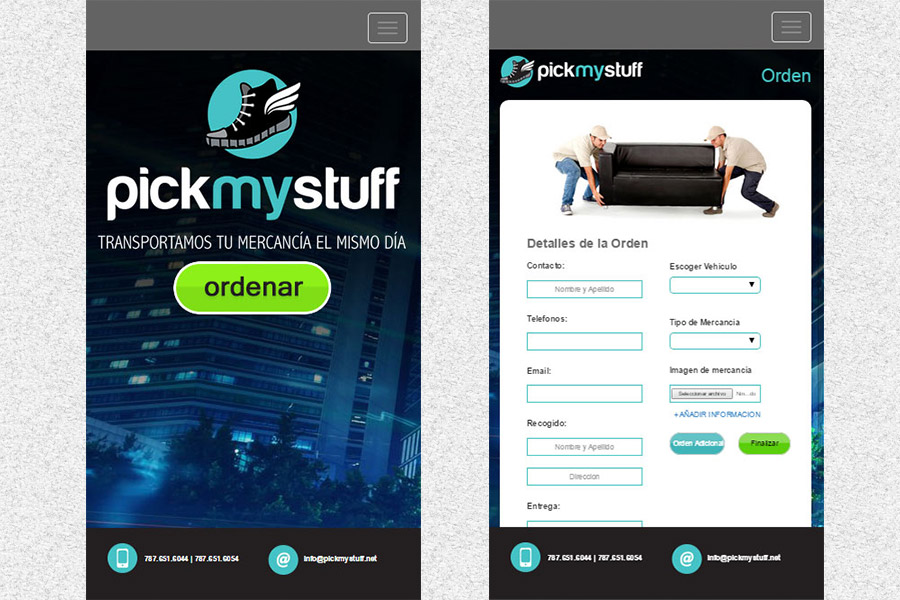 pickmystuff
TRANSPORTAMOS TU MERCANCÍA EL MISMO DÍA
ordenar
787.651.6044 | 787.651.6054
@
info@pickmystuff.net
pickmystuff
Orden
Detalles de la Orden
Contacto:
Nombre y Apellido
Telefonos:
Email:
Recogido:
Nombre y Apellido
Direccion
Entrega:
Escoger Vehiculo
Tipo de Mercancia
Imagen de mercancia
Seleccionar archivo
+AÑADIR INFORMACION
Orden Adicional
Finalizar
787.651.6044 | 787.651.6054
@
info@pickmystuff.net